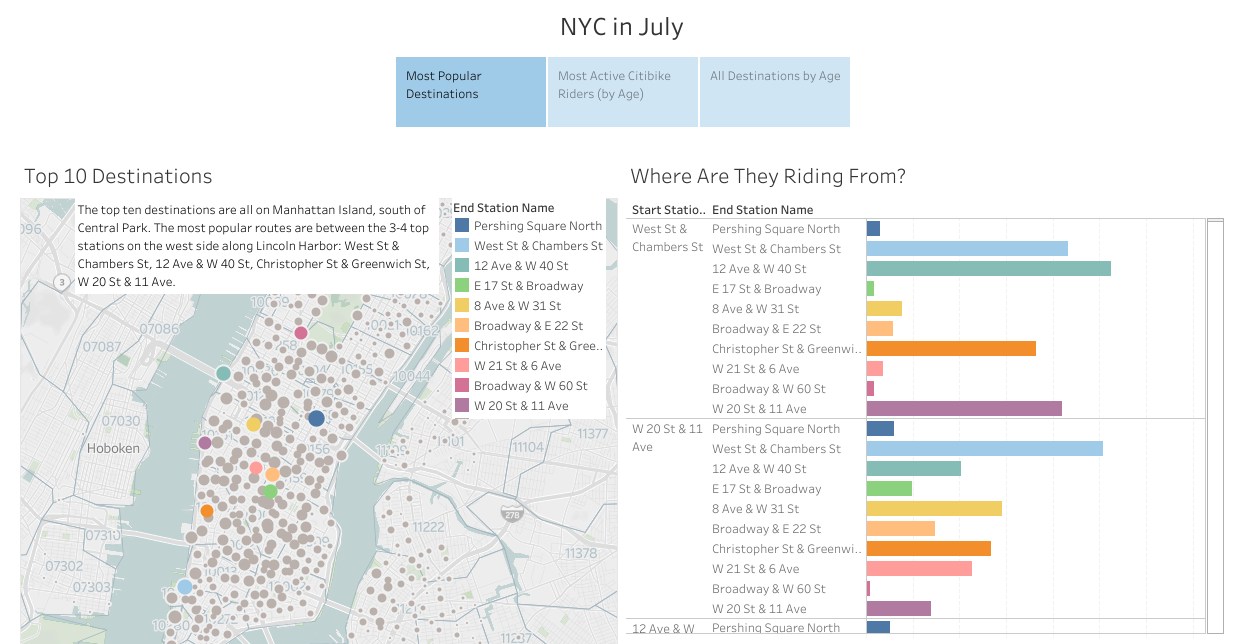 NYC in July
Most Popular
Destinations
Most Active Citibike
Riders (by Age)
All Destinations by Age
Top 10 Destinations
The top ten destinations are all on Manhattan Island, south of
Central Park. The most popular routes are between the 3-4 top
stations on the west side along Lincoln Harbor: West St &
Chambers St, 12 Ave & W 40 St, Christopher St & Greenwich St,
W 20 St & 11 Ave.
End Station Name
Pershing Square North
West St & Chambers St
12 Ave & W 40 St
E 17 St & Broadway
8 Ave & W 31 St
Broadway & E 22 St
Christopher St & Gree..
W 21 St & 6 Ave
Broadway & W 60 St
W 20 St & 11 Ave
3
07086
07087
10044
07030
Hoboken
11377
11104
278
11222
11378
07302
07303
Where Are They Riding From?
Start Statio.. End Station Name
West St &
Chambers St
Pershing Square North
West St & Chambers St
12 Ave & W 40 St
E 17 St & Broadway
8 Ave & W 31 St
Broadway & E 22 St
Christopher St & Greenwi..
W 21 St & 6 Ave
Broadway & W 60 St
W 20 St & 11 Ave
W 20 St & 11
Ave
Pershing Square North
West St & Chambers St
12 Ave & W 40 St
E 17 St & Broadway
8 Ave & W 31 St
Broadway & E 22 St
Christopher St & Greenwi..
W 21 St & 6 Ave
Broadway & W 60 St
W 20 St & 11 Ave
12 Ave & W
Pershing Square North